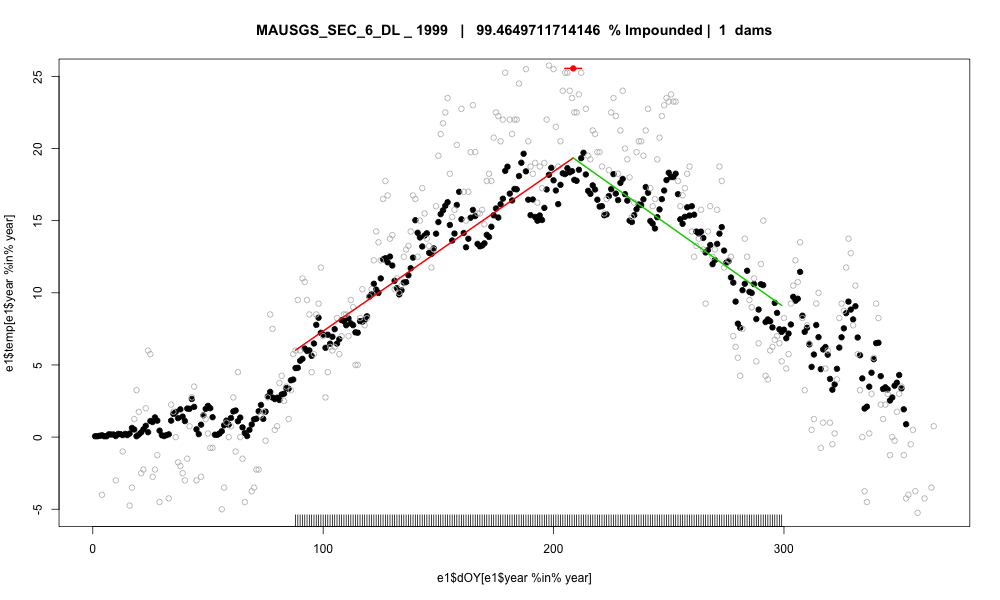 MAUSGS_SEC_6_DL _ 1999 | 99.4649711714146 % Impounded | 1 dams
25
20
15
10
5
0
-5
e1$temp[e1$year %in% year]
0 100 200 300
e1$dOY[e1$year %in% year]